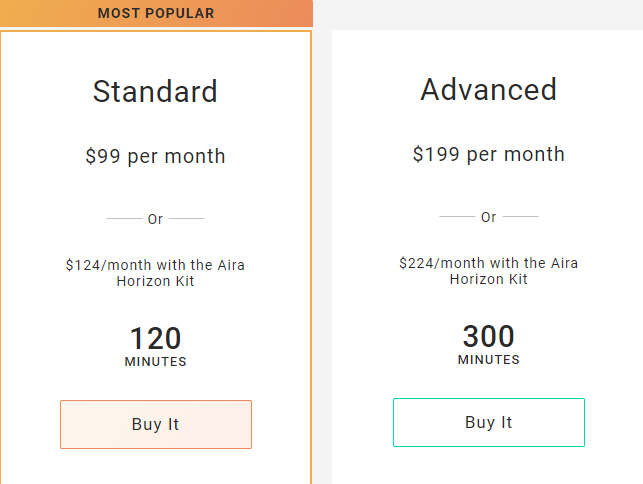 MOST POPULAR
Standard
$99 per month
Or
$124/month with the Aira
Horizon Kit
120
MINUTES
Buy It
Advanced
$199 per month
Or
$224/month with the Aira
Horizon Kit
300
MINUTES
Buy It